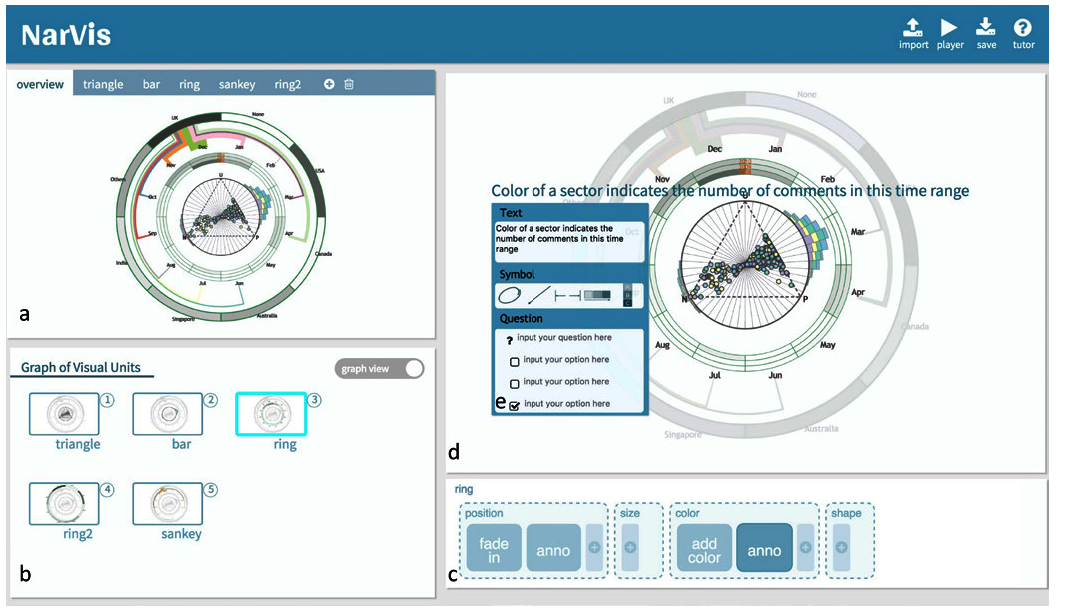 NarVis
import player save tutor
overview triangle bar ring sankey ring2
UK
None
Dec
Jan
Nov
Feb
Others
USA
Oct
Mar
U
N
P
Sep
Apr
India
Canada
Aug
May
Jul
Jun
Singapore
Australia
a
Graph of Visual Units
graph view
1
2
3
triangle
bar
ring
4
5
ring2
sankey
b
UK
None
Dec
Jan
Nov
Feb
Color of a sector indicates the number of comments in this time range
Oct
Mar
N
P
Apr
Canada
Aug
May
Jul
Jun
Singapore
Australia
Text
Color of a sector indicates the
number of comments in this time
range
Symbol
A
B
C
Question
? input your question here
input your option here
input your option here
e
input your option here
d
ring
position
size
color
shape
fade
in
anno
add
color
anno
c